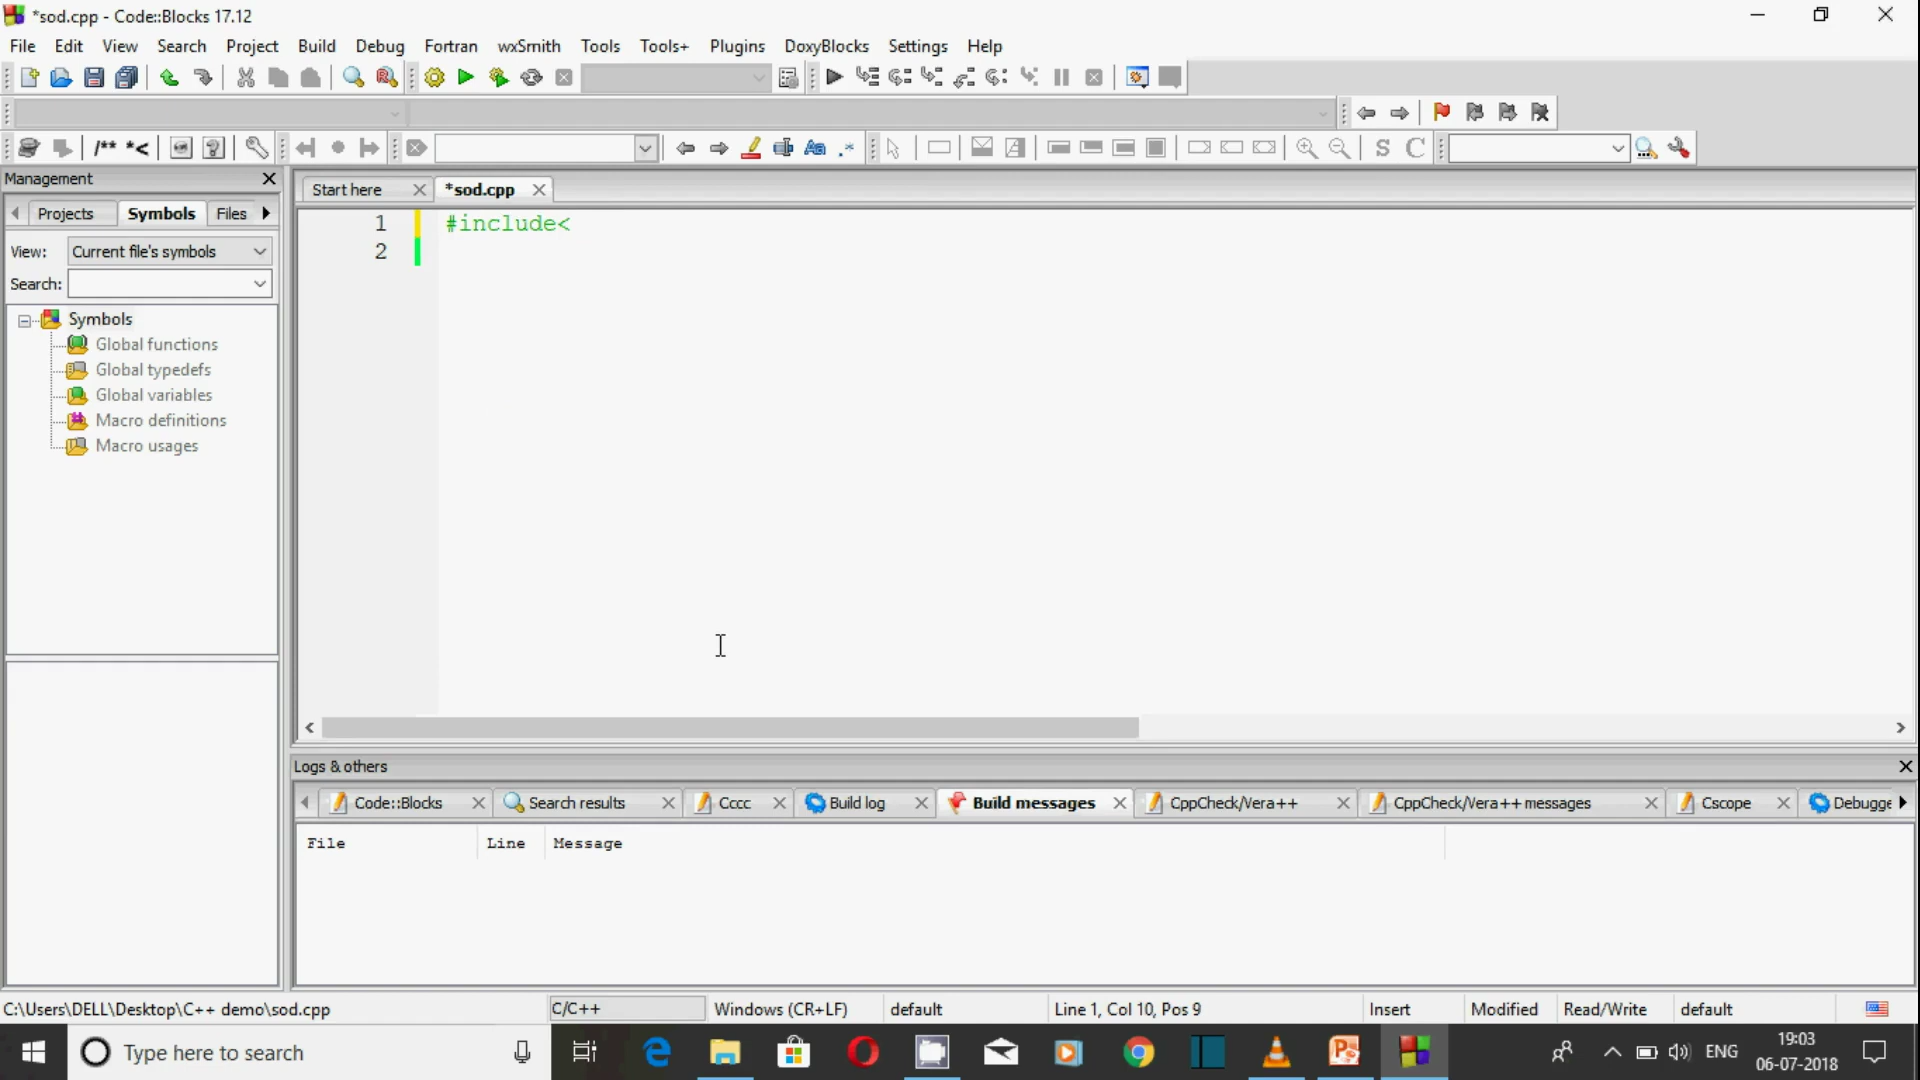 *sod.cpp - Code::Blocks 17.12
File Edit View Search Project Build Debug Fortran wxSmith Tools Tools+ Plugins DoxyBlocks Settings Help
/** *<
Management
Start here *sod.cpp
Projects Symbols Files
1 #include<
2
View: Current file's symbols
Search:
Symbols
Global functions
Global typedefs
Global variables
Macro definitions
Macro usages
Logs & others
Code::Blocks Search results Cccc Build log Build messages CppCheck/Vera++ CppCheck/Vera++ messages Cscope Debugge
File Line Message
C:\Users\DELL\Desktop\C++ demo\sod.cpp C/C++ Windows (CR+LF) default Line 1, Col 10, Pos 9 Insert Modified Read/Write default
Type here to search ENG 19:03
06-07-2018